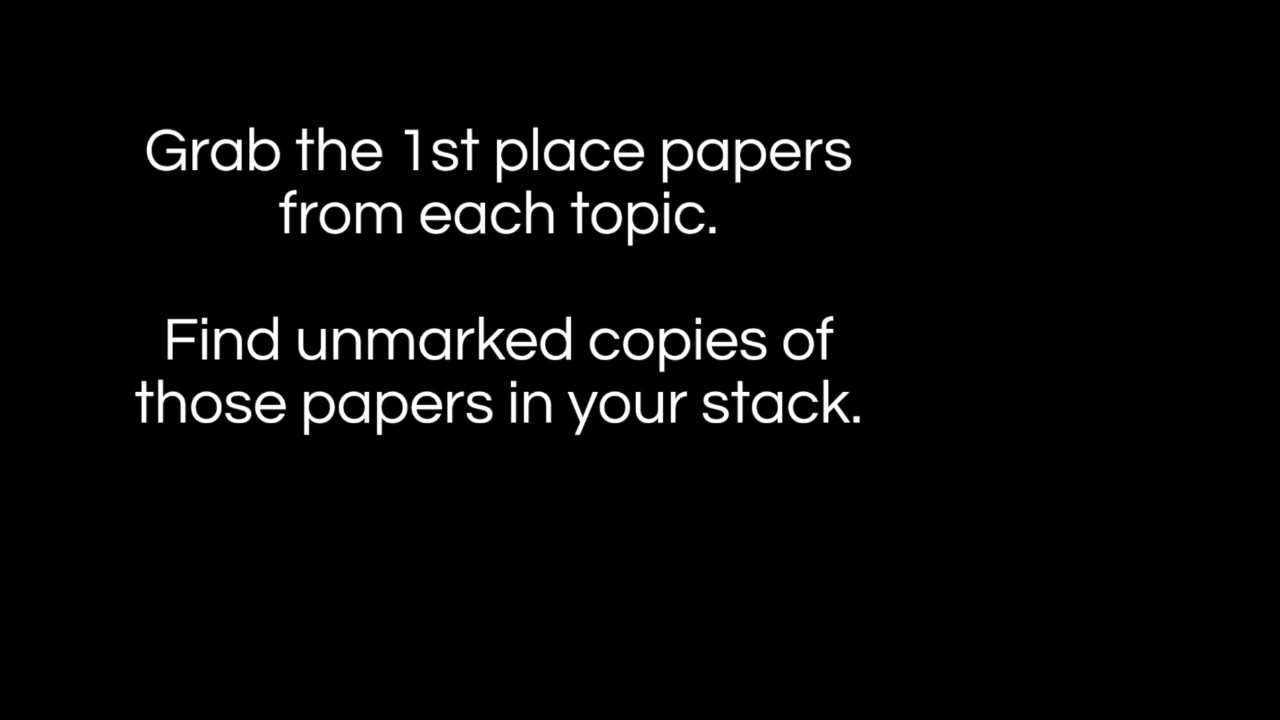 Grab the 1st place papers
from each topic.
Find unmarked copies of
those papers in your stack.